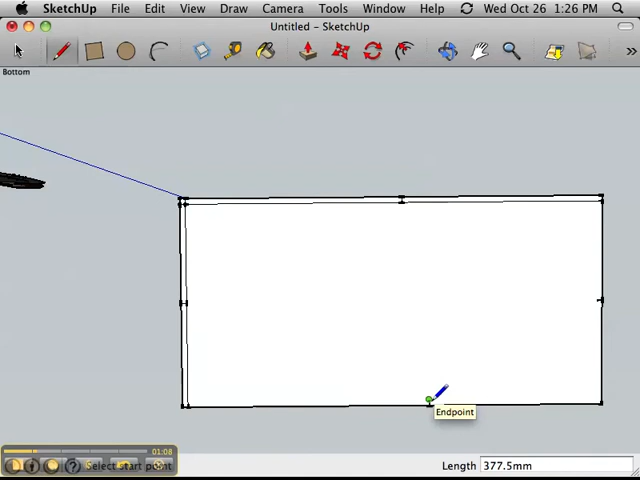 SketchUp File Edit View Draw Camera Tools Window Help Wed Oct 26 1:26 PM
Untitled - SketchUp
Bottom
Endpoint
01:08
Select start point
Length 377.5mm